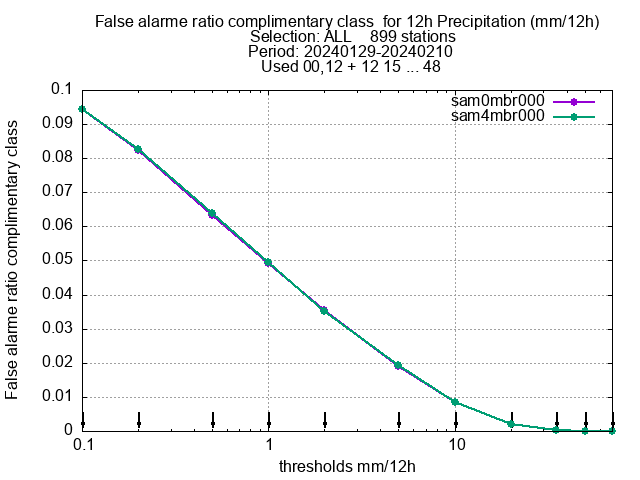 False alarme ratio complimentary class  for 12h Precipitation (mm/12h)
Selection: ALL    899 stations
Period: 20240129-20240210
Used 00,12 + 12 15 ... 48
sam0mbr000
sam4mbr000
False alarme ratio complimentary class
0.1
0.09
0.08
0.07
0.06
0.05
0.04
0.03
0.02
0.01
0
0.1
1
10
thresholds mm/12h